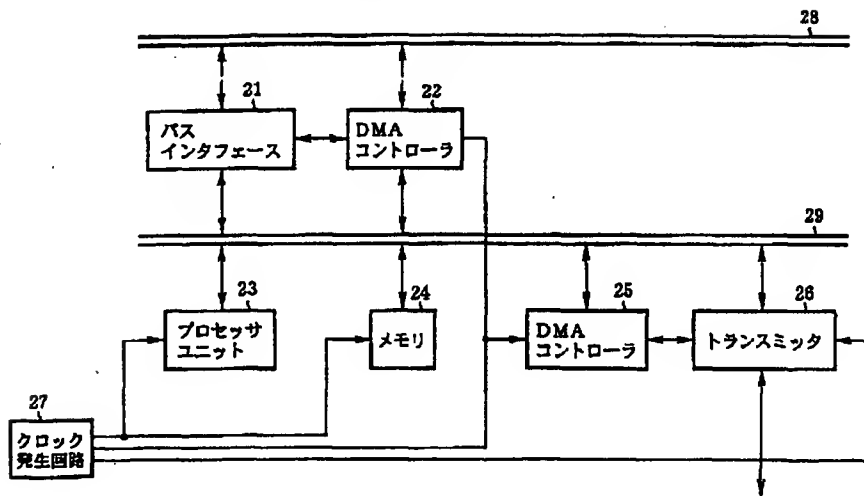 28
21
22
バス
インタフェース
DMA
コントローラ
29
23
24
25
26
プロセッサ
ユニット
メモリ
DMA
コントローラ
トランスミッタ
27
クロック
発生回路